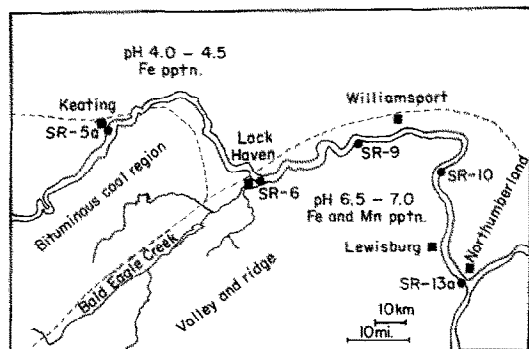 pH 4.0 - 4.5
Fe pptn.
Keating
SR-5a
Williamsport
Lock
Haven
SR-9
SR-6
SR-10
Bituminous coal region
pH 6.5 - 7.0
Fe and Mn pptn.
Northumberland
Lewisburg
Bald Eagle Creek
Valley and ridge
SR-13a
10km
10mi.